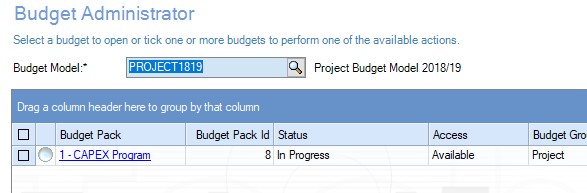 Budget Administrator
Select a budget to open or tick one or more budgets to perform one of the available actions.
Budget Model:* PROJECT1819 Project Budget Model 2018/19
Drag a column header here to group by that column
Budget Pack Budget Pack Id Status Access Budget Gro
1 - CAPEX Program 8 In Progress Available Project